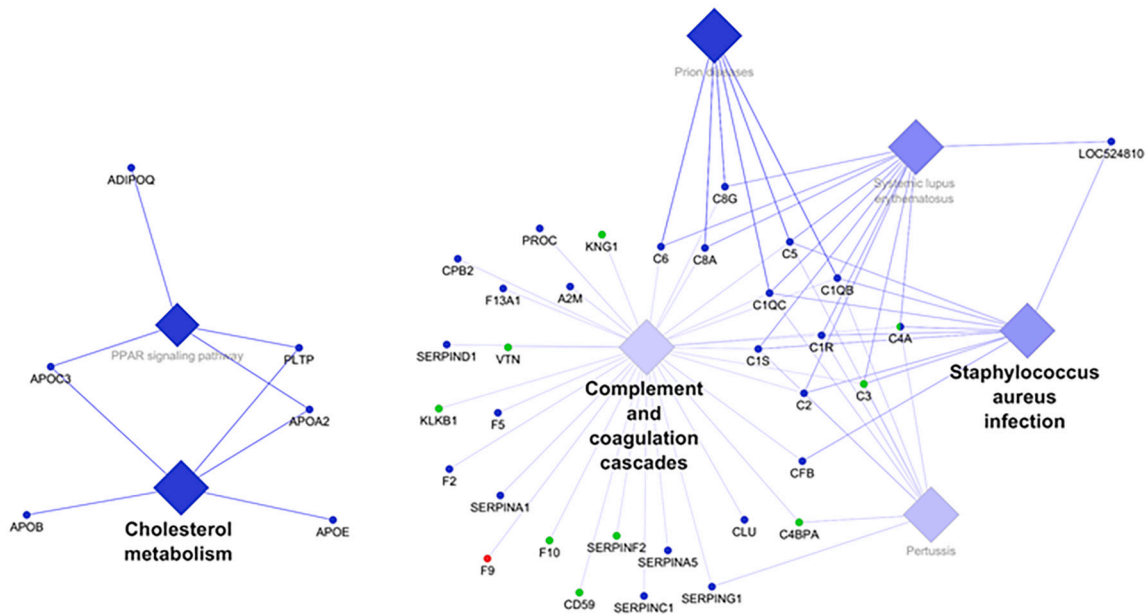 Prion diseases
LOC524810
Systemic lupus
erythematosus
ADIPOQ
C8G
PROC
KNG1
C6
C8A
C5
CPB2
F13A1
A2M
C1QC
C1QB
PPAR signaling pathway
PLTP
APOC3
SERPIND1
VTN
C1S
C1R
C4A
Complement
and
coagulation
cascades
Staphylococcus
aureus
infection
C2
C3
APOA2
KLKB1
F5
F2
CFB
SERPINA1
APOB
Cholesterol
metabolism
APOE
F10
SERPINF2
CLU
C4BPA
Pertussis
F9
SERPINA5
CD59
SERPINC1
SERPING1